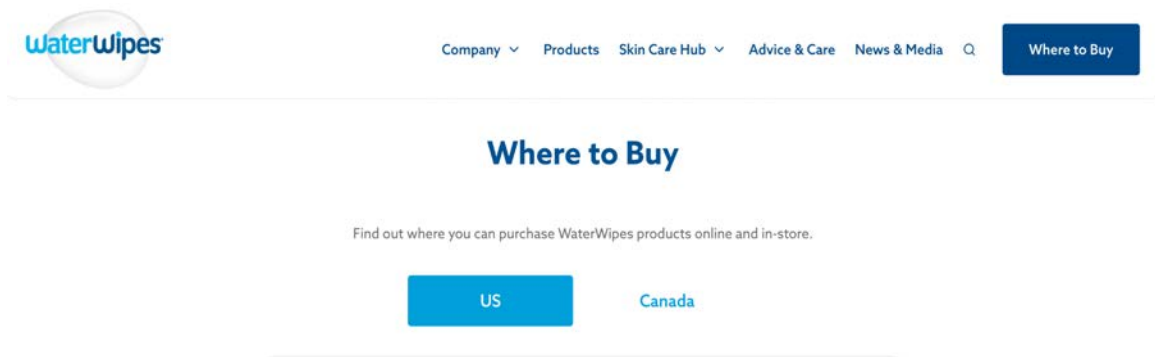 WaterWipes
Company Products Skin Care Hub Advice & Care News & Media Where to Buy
Where to Buy
Find out where you can purchase WaterWipes products online and in-store.
US Canada